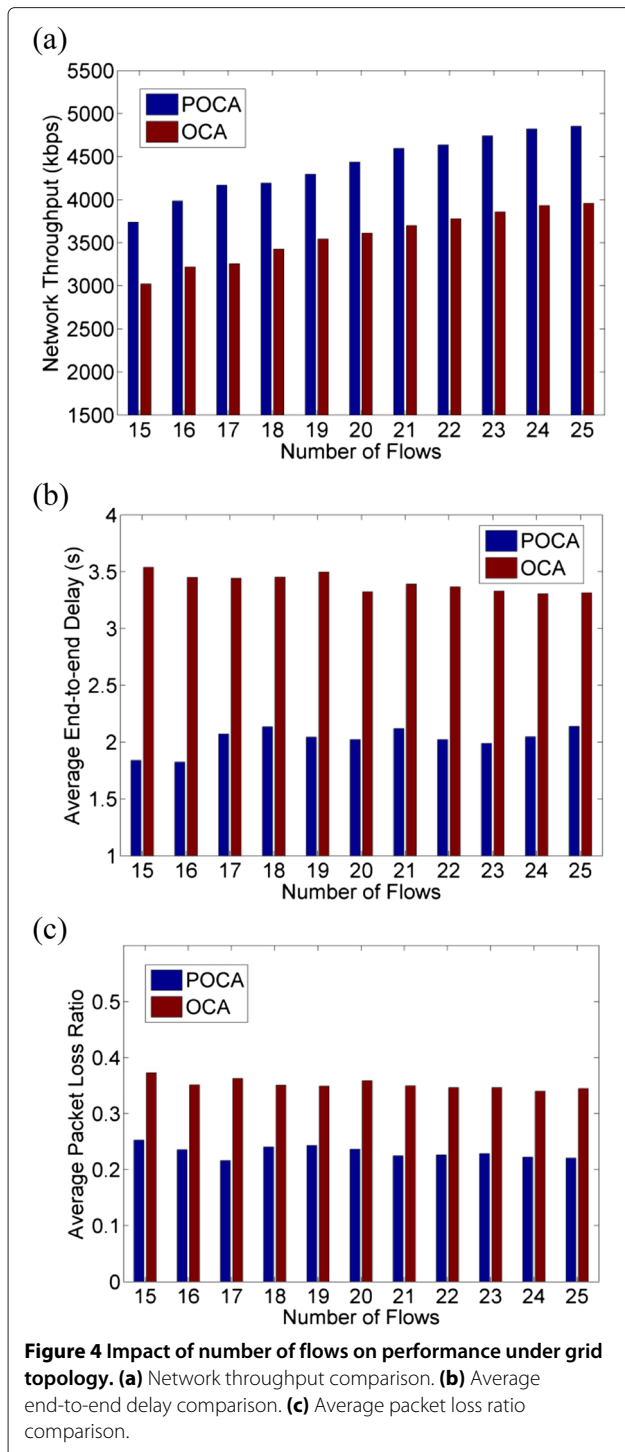 (a)
5500
5000
4500
4000
3500
3000
2500
2000
1500
Network Throughput (kbps)
POCA
OCA
15 16 17 18 19 20 21 22 23 24 25
Number of Flows
(b)
4
3.5
3
2.5
2
1.5
1
Average End-to-end Delay (s)
POCA
OCA
15 16 17 18 19 20 21 22 23 24 25
Number of Flows
(c)
0.5
0.4
0.3
0.2
0.1
0
Average Packet Loss Ratio
POCA
OCA
15 16 17 18 19 20 21 22 23 24 25
Number of Flows
Figure 4 Impact of number of flows on performance under grid
topology. (a) Network throughput comparison. (b) Average
end-to-end delay comparison. (c) Average packet loss ratio
comparison.